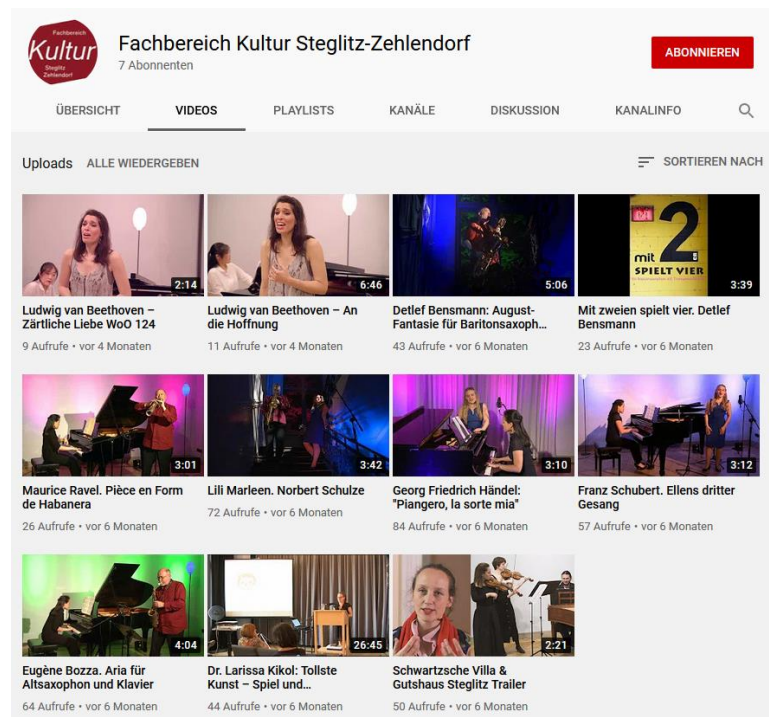 Fachbereich
Kultur
Steglitz
Zehlendorf
Fachbereich Kultur Steglitz-Zehlendorf
7 Abonnenten
ABONNIEREN
ÜBERSICHT VIDEOS PLAYLISTS KANÄLE DISKUSSION KANALINFO
Uploads ALLE WIEDERGEBEN SORTIEREN NACH
2:14
6:46
5:06
mit 2
SPIELT VIER
3:39
Ludwig van Beethoven –
Zärtliche Liebe WoO 124
9 Aufrufe • vor 4 Monaten
Ludwig van Beethoven – An
die Hoffnung
11 Aufrufe • vor 4 Monaten
Detlef Bensmann: August-
Fantasie für Baritonsaxoph...
43 Aufrufe • vor 6 Monaten
Mit zweien spielt vier. Detlef
Bensmann
23 Aufrufe • vor 6 Monaten
3:01
3:42
3:10
3:12
Maurice Ravel. Pièce en Form
de Habanera
26 Aufrufe • vor 6 Monaten
Lili Marleen. Norbert Schulze
72 Aufrufe • vor 6 Monaten
Georg Friedrich Händel:
"Piangero, la sorte mia"
84 Aufrufe • vor 6 Monaten
Franz Schubert. Ellens dritter
Gesang
57 Aufrufe • vor 6 Monaten
4:04
26:45
2:21
Eugène Bozza. Aria für
Altsaxophon und Klavier
64 Aufrufe • vor 6 Monaten
Dr. Larissa Kikol: Tollste
Kunst – Spiel und...
44 Aufrufe • vor 6 Monaten
Schwartzsche Villa &
Gutshaus Steglitz Trailer
50 Aufrufe • vor 6 Monaten